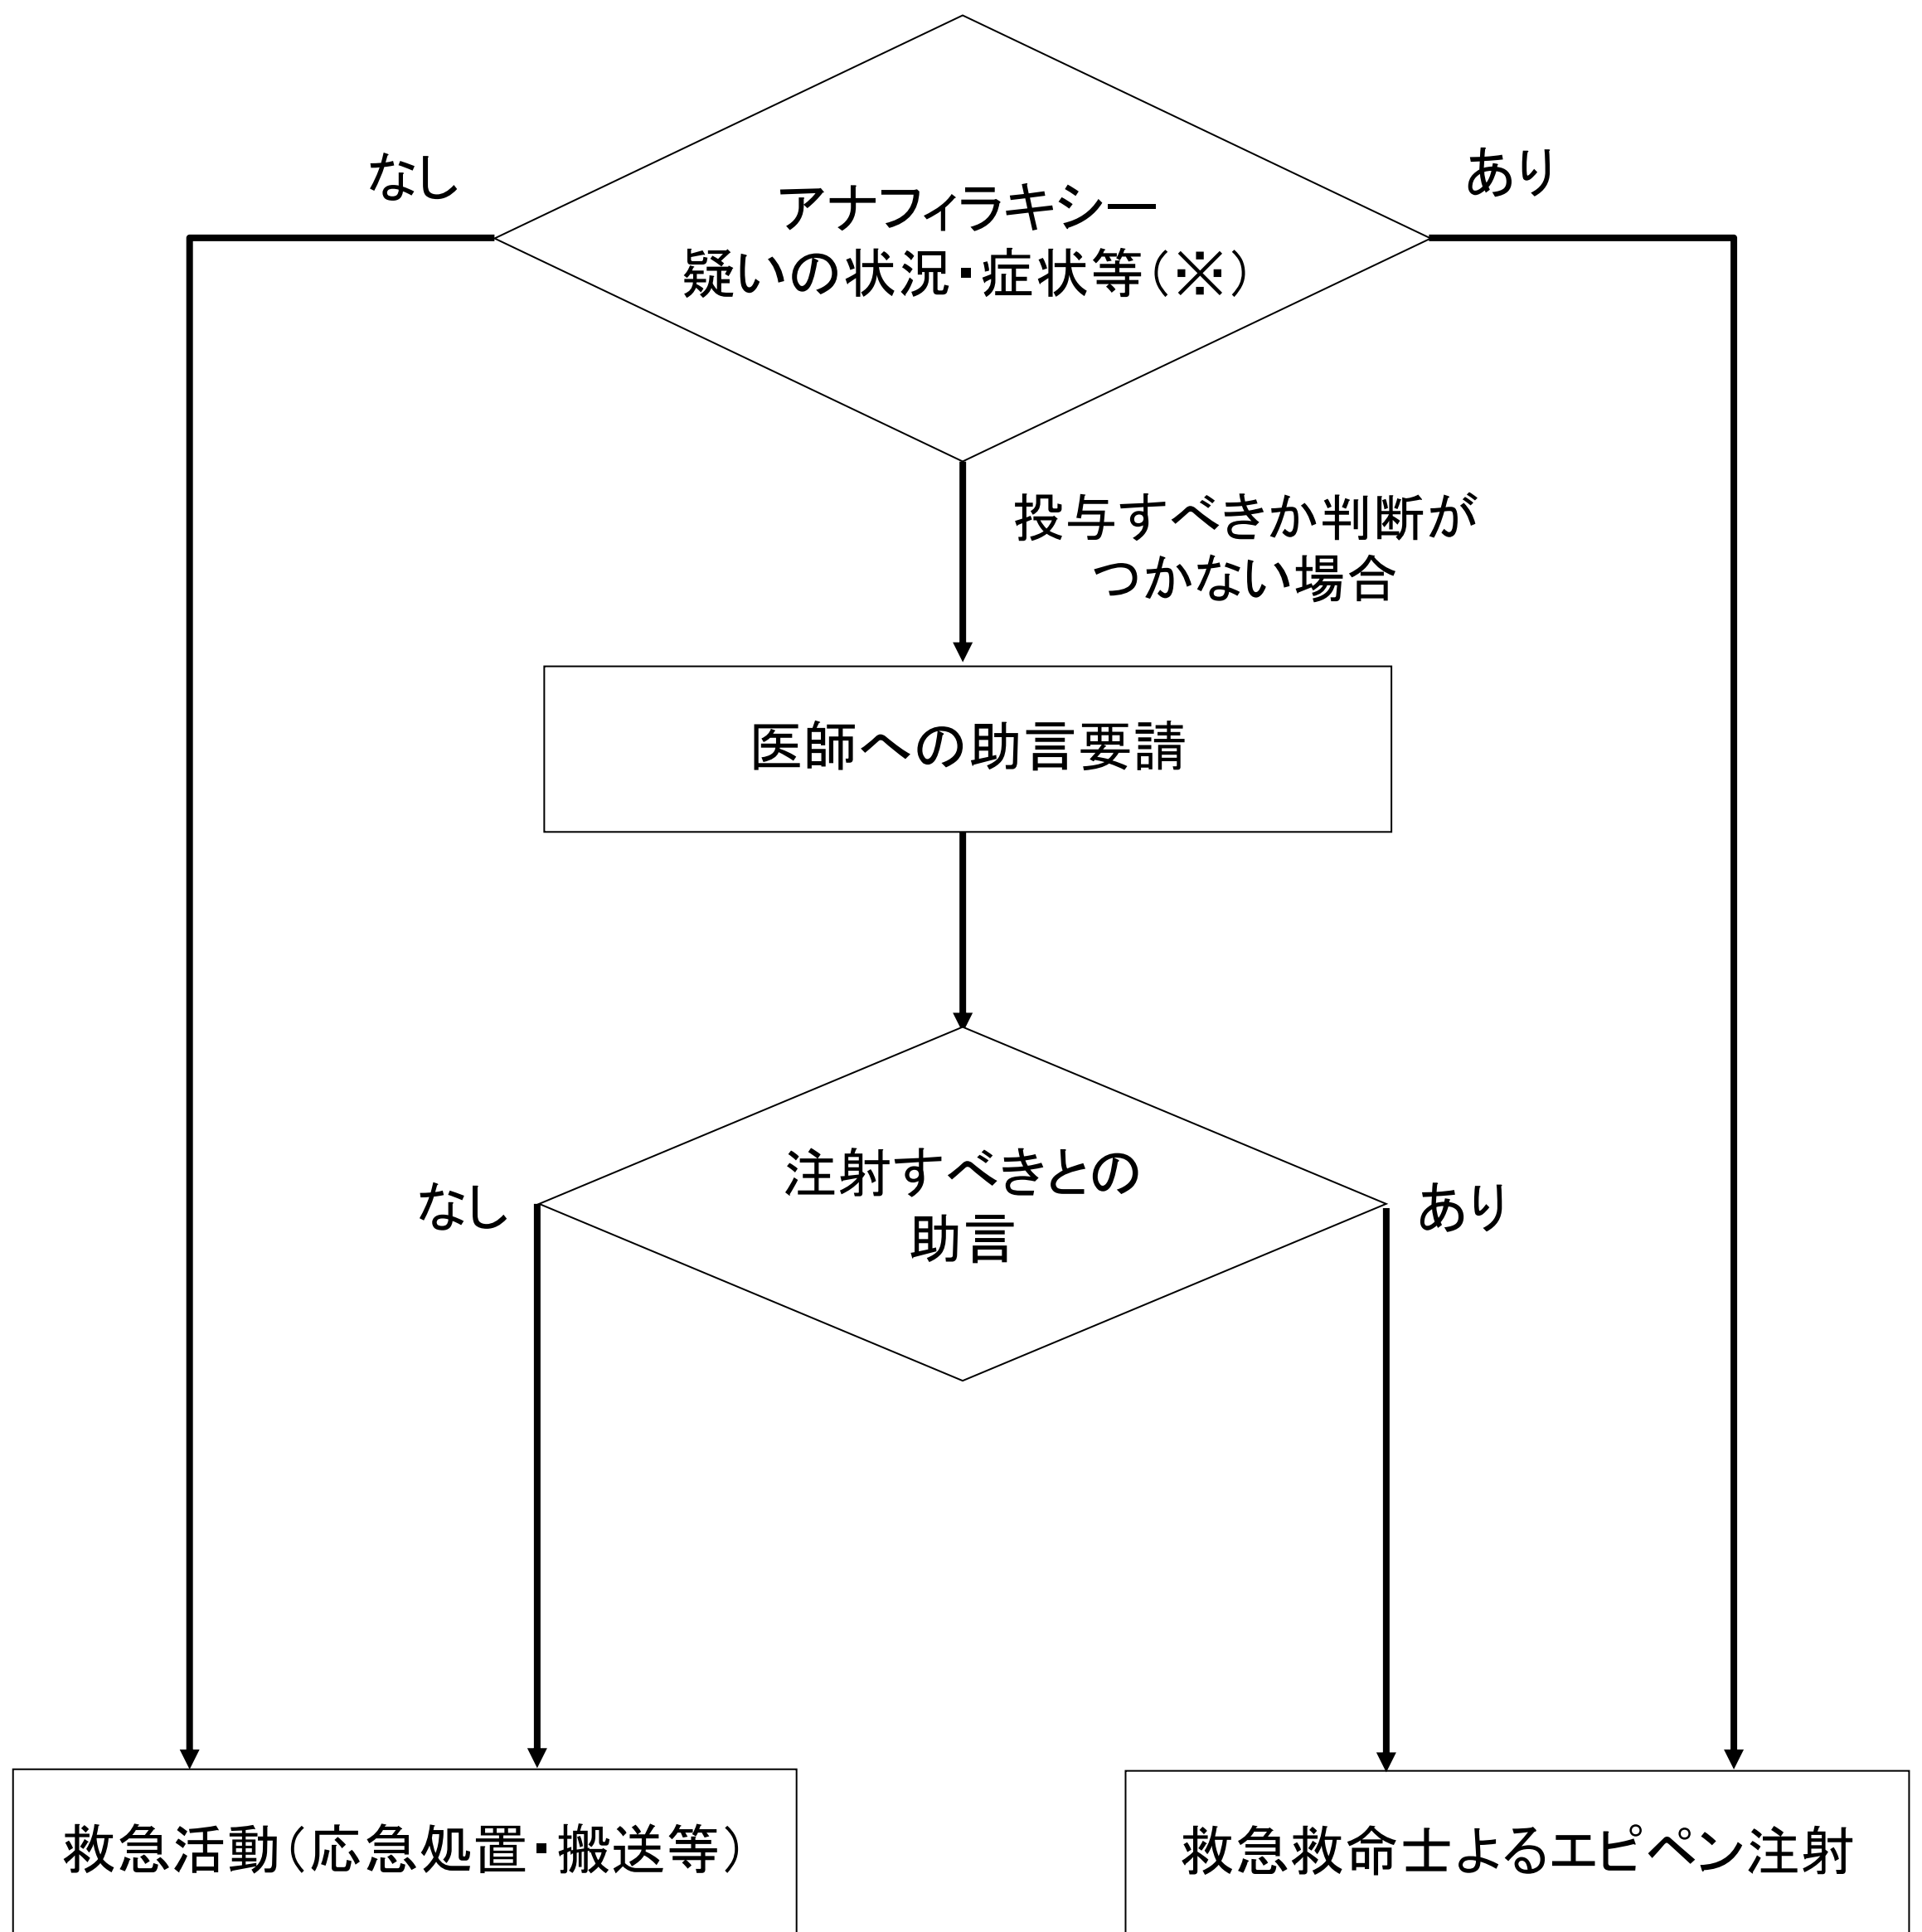 なし
あり
アナフィラキシー
疑いの状況・症状等(※)
投与すべきか判断が
つかない場合
医師への助言要請
注射すべきとの
助言
なし
あり
救急活動(応急処置・搬送等)
救急救命士よるエピペン注射